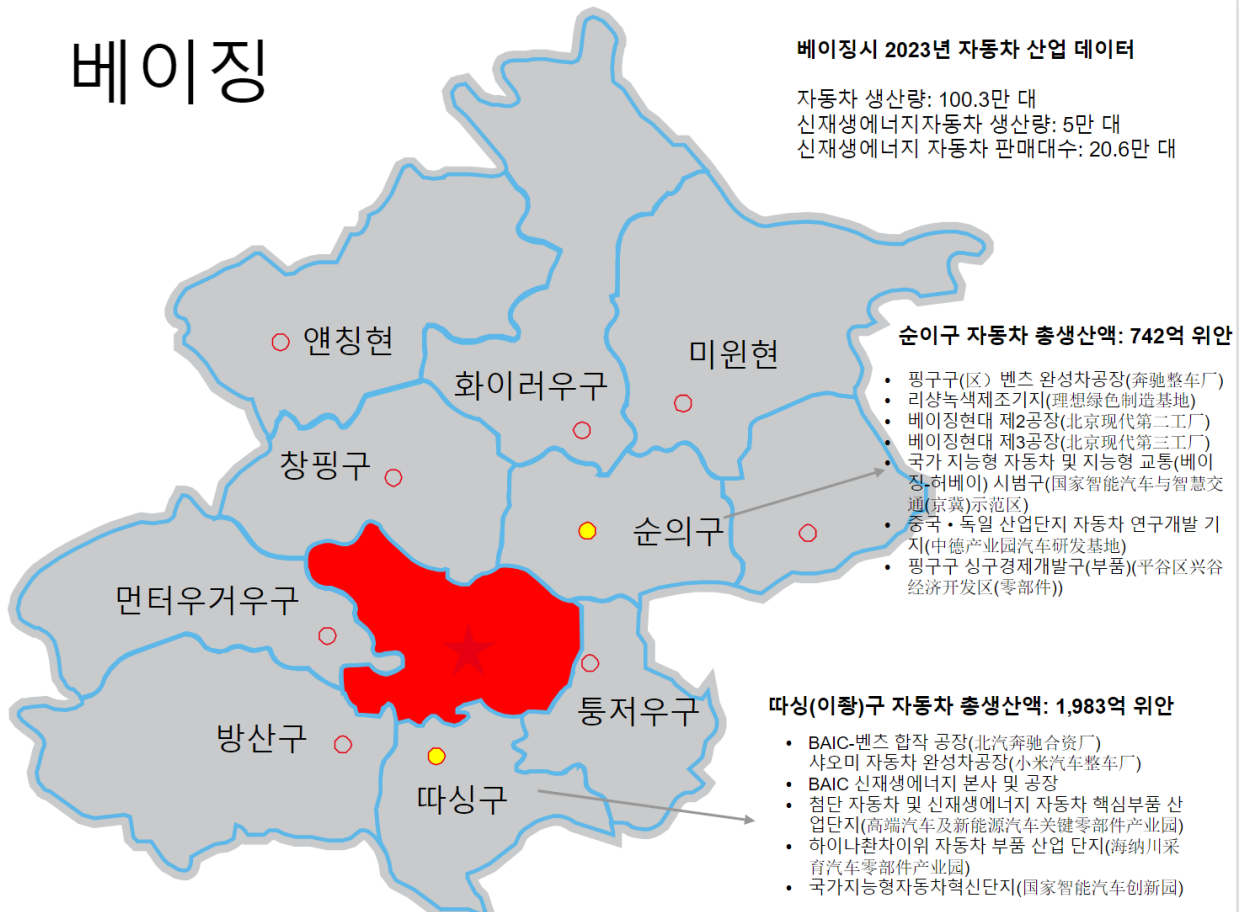 베이징
베이징시 2023년 자동차 산업 데이터
자동차 생산량: 100.3만 대
신재생에너지자동차 생산량: 5만 대
신재생에너지 자동차 판매대수: 20.6만 대
앤칭현
화이러우구
미윈현
창핑구
순의구
먼터우거우구
방산구
퉁저우구
따싱구
순이구 자동차 총생산액: 742억 위안
• 핑구구(区）벤츠 완성차공장(奔驰整车厂)
• 리샹녹색제조기지(理想绿色制造基地)
• 베이징현대 제2공장(北京现代第二工厂)
• 베이징현대 제3공장(北京现代第三工厂)
• 국가 지능형 자동차 및 지능형 교통(베이
징-허베이) 시범구(国家智能汽车与智慧交
通(京冀)示范区)
• 중국・독일 산업단지 자동차 연구개발 기
지(中德产业园汽车研发基地)
• 핑구구 싱구경제개발구(부품)(平谷区兴谷
经济开发区(零部件))
따싱(이좡)구 자동차 총생산액: 1,983억 위안
• BAIC-벤츠 합작 공장(北汽奔驰合资厂)
샤오미 자동차 완성차공장(小米汽车整车厂)
• BAIC 신재생에너지 본사 및 공장
• 첨단 자동차 및 신재생에너지 자동차 핵심부품 산
업단지(高端汽车及新能源汽车关键零部件产业园)
• 하이나촨차이위 자동차 부품 산업 단지(海纳川采
育汽车零部件产业园)
• 국가지능형자동차혁신단지(国家智能汽车创新园)